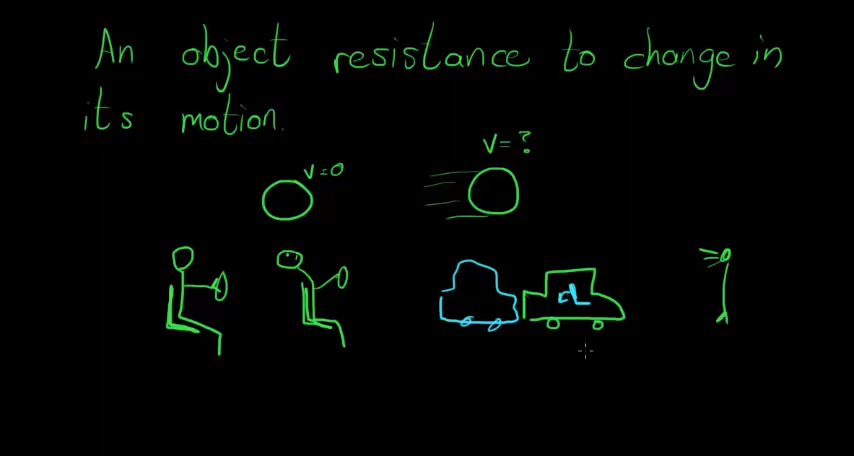 An object resistance to change in
its motion.
v=0
v=?